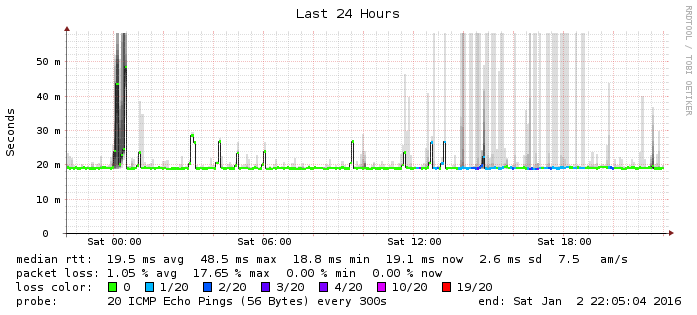 Last 24 Hours
RRDTOOL / TOBI OETIKER
Seconds
50 m
40 m
30 m
20 m
10 m
0
Sat 00:00 Sat 06:00 Sat 12:00 Sat 18:00
median rtt: 19.5 ms avg 48.5 ms max 18.8 ms min 19.1 ms now 2.6 ms sd 7.5 am/s
packet loss: 1.05 % avg 17.65 % max 0.00 % min 0.00 % now
loss color: 0 1/20 2/20 3/20 4/20 10/20 19/20
probe: 20 ICMP Echo Pings (56 Bytes) every 300s end: Sat Jan 2 22:05:04 2016